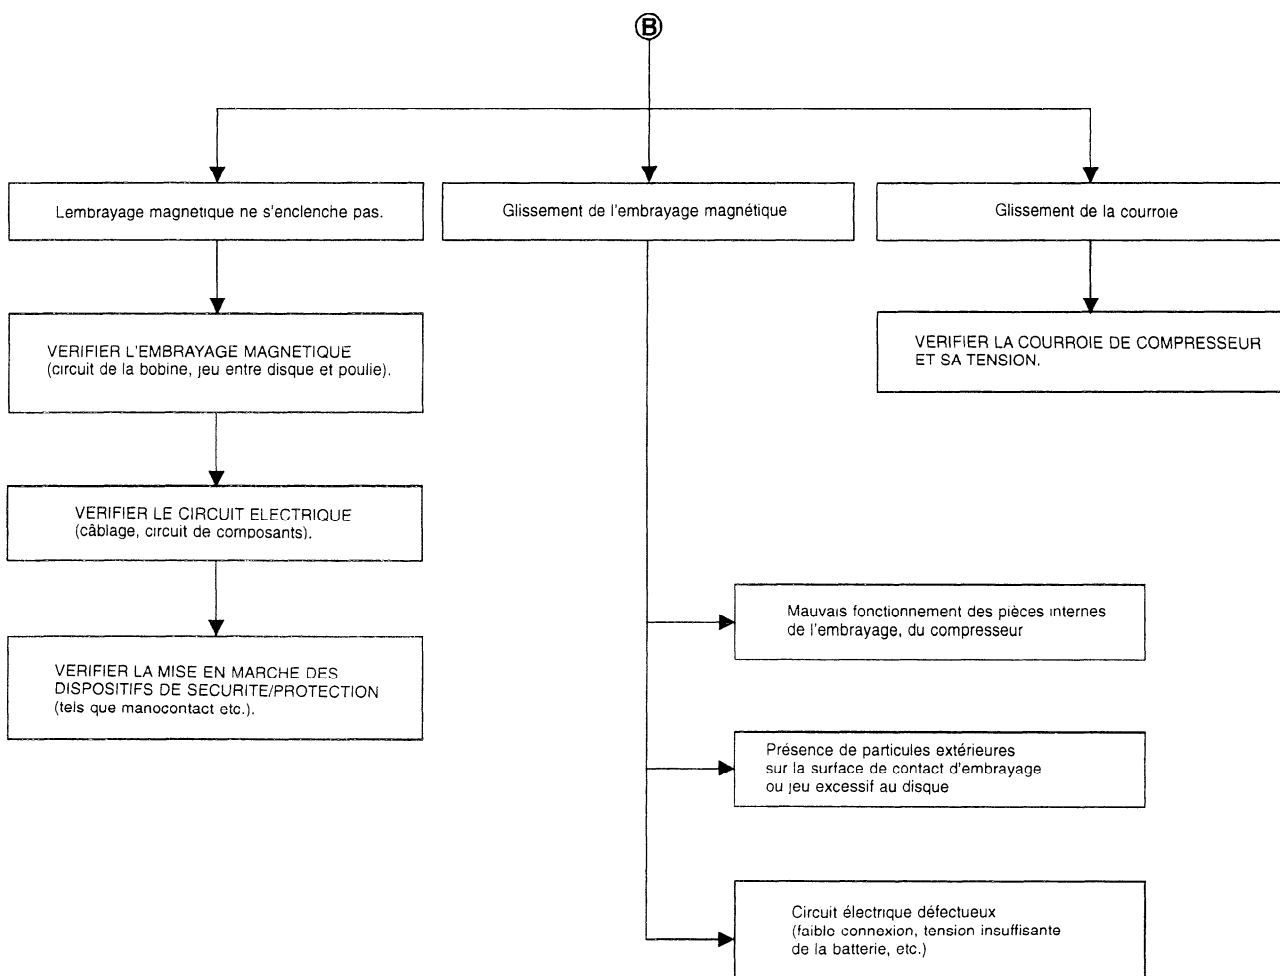 B
Lembrayage magnetique ne s'enclenche pas.
Glissement de l'embrayage magnétique
Glissement de la courroie
VERIFIER L'EMBRAYAGE MAGNETIQUE
(circuit de la bobine, jeu entre disque et poulie).
VERIFIER LA COURROIE DE COMPRESSEUR
ET SA TENSION.
VERIFIER LE CIRCUIT ELECTRIQUE
(câblage, circuit de composants).
VERIFIER LA MISE EN MARCHE DES
DISPOSITIFS DE SECURITE/PROTECTION
(tels que manocontact etc.).
Mauvais fonctionnement des pièces internes
de l'embrayage, du compresseur
Présence de particules extérieures
sur la surface de contact d'embrayage
ou jeu excessif au disque
Circuit électrique défectueux
(faible connexion, tension insuffisante
de la batterie, etc.)